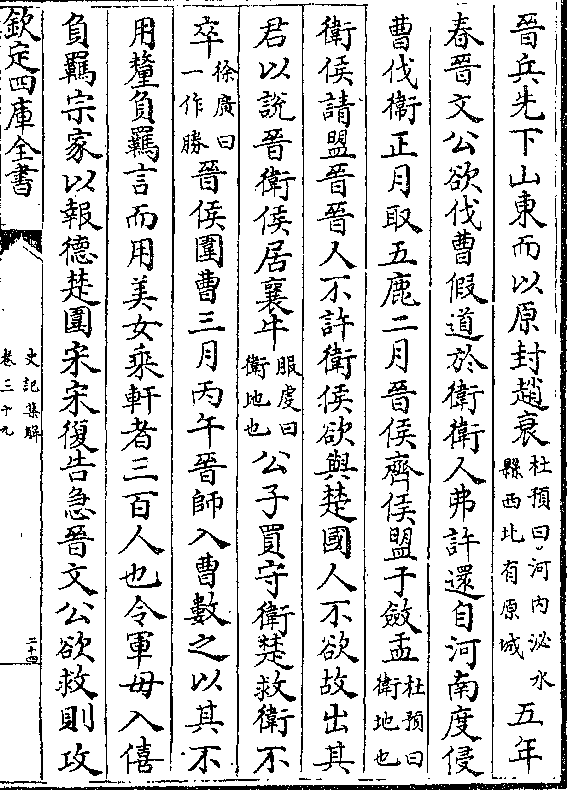 晉兵先下山東而以原封趙衰杜預曰河内沁水縣西北有原城五年
春晉文公欲伐曹假道於衛衛人弗許還自河南度侵
曹伐衛正月取五鹿二月晉侯齊侯盟于斂盂杜預曰衛地也
衛侯請盟晉晉人不許衛侯欲與楚國人不欲故出其
君以說晉衛侯居襄牛服虔曰衛地也公子買守衛楚救衛不
卒徐廣曰一作勝晉侯圍曹三月丙午晉師入曹數之以其不
用釐負羈言而用美女乘軒者三百人也令軍毋入僖
負羈宗家以報德楚圍宋宋復告急晉文公欲救則攻
欽定四庫全書
史記集解
卷三十九
二十四